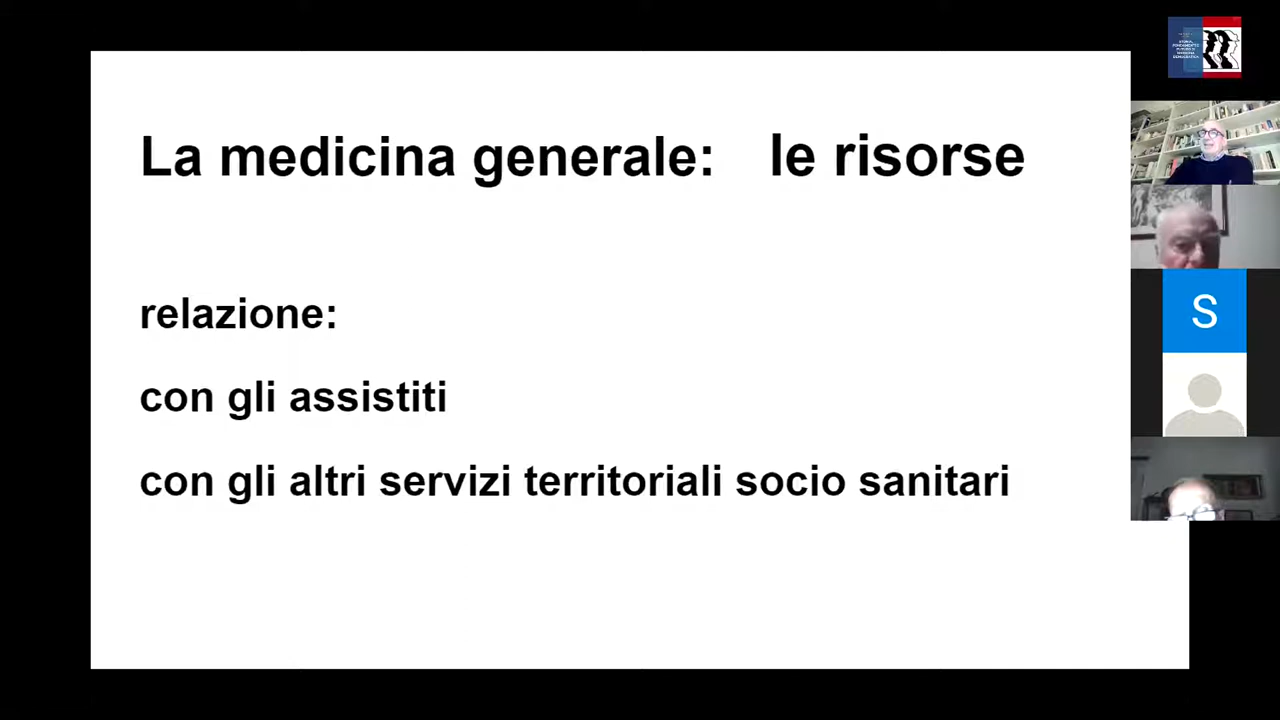 La medicina generale: le risorse
relazione:
con gli assistiti
con gli altri servizi territoriali socio sanitari
S